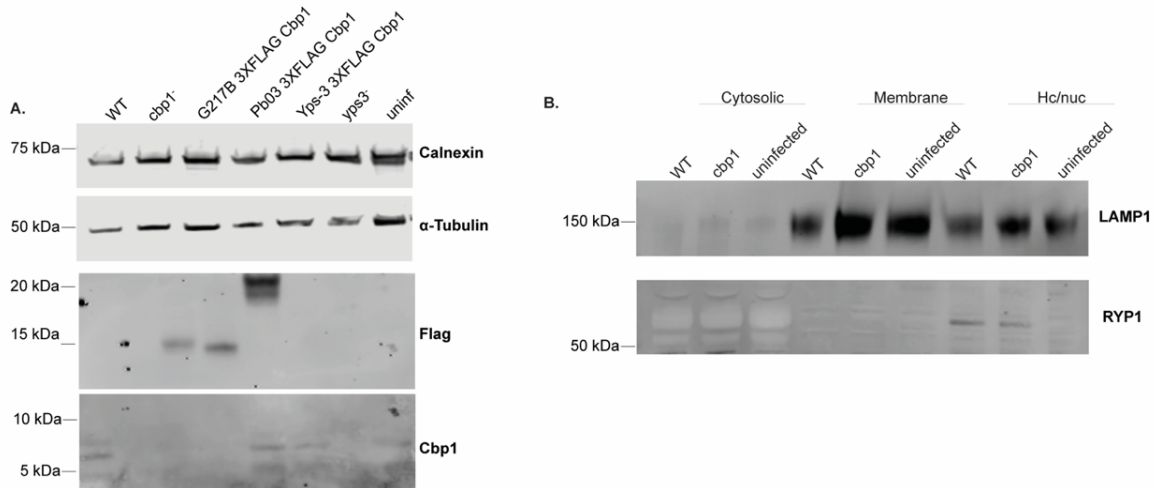 A.
WT
cbp1-
G217B 3XFLAG Cbp1
Pb03 3XFLAG Cbp1
Yps-3 3XFLAG Cbp1
yps3-
uninf
75 kDa
Calnexin
50 kDa
α-Tubulin
20 kDa
15 kDa
Flag
10 kDa
5 kDa
Cbp1
B.
Cytosolic Membrane Hc/nuc
WT cbp1 uninfected WT cbp1 uninfected WT cbp1 uninfected
150 kDa
LAMP1
50 kDa
RYP1